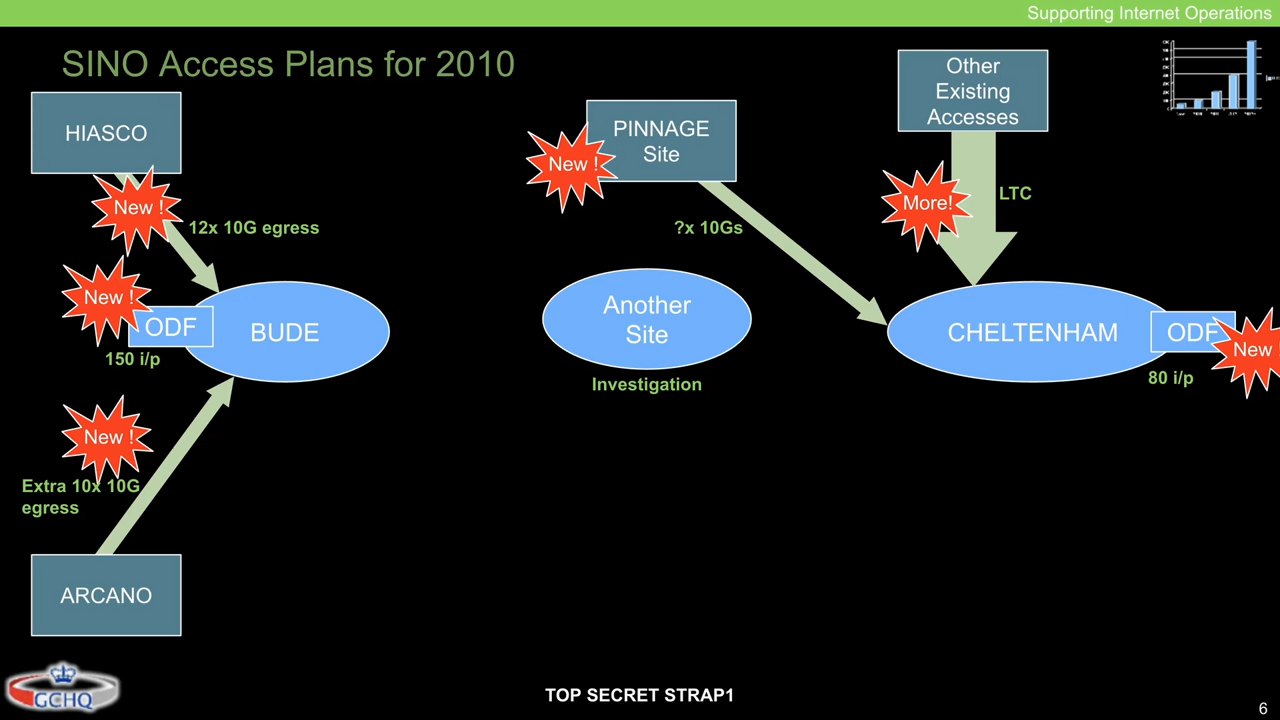 Supporting Internet Operations
SINO Access Plans for 2010
HIASCO
New !
12x 10G egress
New !
ODF
150 i/p
BUDE
New !
Extra 10x 10G
egress
ARCANO
PINNAGE
Site
New !
?x 10Gs
Another
Site
Investigation
Other
Existing
Accesses
More!
LTC
CHELTENHAM
ODF
New
80 i/p
GCHQ
TOP SECRET STRAP1
6